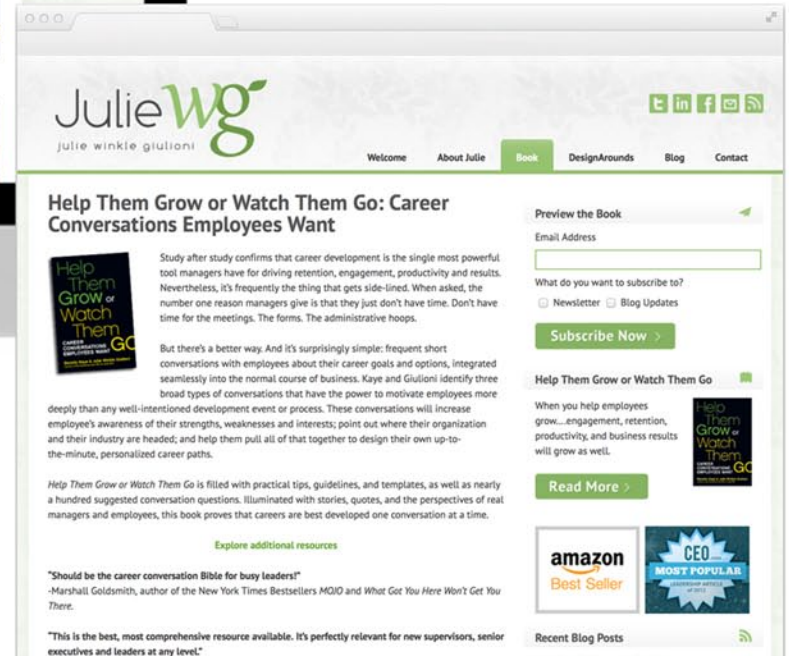 Julie Wg
julie winkle giulioni
Welcome About Julie Book DesignArounds Blog Contact
Help Them Grow or Watch Them Go: Career
Conversations Employees Want
Help
Them
Grow or
Watch
Them
GO
CAREER
CONVERSATIONS
EMPLOYEES WANT
Study after study confirms that career development is the single most powerful
tool managers have for driving retention, engagement, productivity and results.
Nevertheless, it's frequently the thing that gets side-lined. When asked, the
number one reason managers give is that they just don't have time. Don't have
time for the meetings. The forms. The administrative hoops.
But there's a better way. And it's surprisingly simple: frequent short
conversations with employees about their career goals and options, integrated
seamlessly into the normal course of business. Kaye and Giulioni identify three
broad types of conversations that have the power to motivate employees more
deeply than any well-intentioned development event or process. These conversations will increase
employee's awareness of their strengths, weaknesses and interests; point out where their organization
and their industry are headed; and help them pull all of that together to design their own up-to-
the-minute, personalized career paths.
Help Them Grow or Watch Them Go is filled with practical tips, guidelines, and templates, as well as nearly
a hundred suggested conversation questions. Illuminated with stories, quotes, and the perspectives of real
managers and employees, this book proves that careers are best developed one conversation at a time.
Explore additional resources
"Should be the career conversation Bible for busy leaders!"
-Marshall Goldsmith, author of the New York Times Bestsellers MOJO and What Got You Here Won't Get You
There.
"This is the best, most comprehensive resource available. It's perfectly relevant for new supervisors, senior
executives and leaders at any level."
Preview the Book
Email Address
What do you want to subscribe to?
Newsletter Blog Updates
Subscribe Now >
Help Them Grow or Watch Them Go
When you help employees
grow....engagement, retention,
productivity, and business results
will grow as well.
Read More >
Help
Them
Grow or
Watch
Them
GO
CAREER
CONVERSATIONS
EMPLOYEES WANT
amazon
Best Seller
CEO
MOST POPULAR
LEADERSHIP ARTICLE
of 2012
Recent Blog Posts